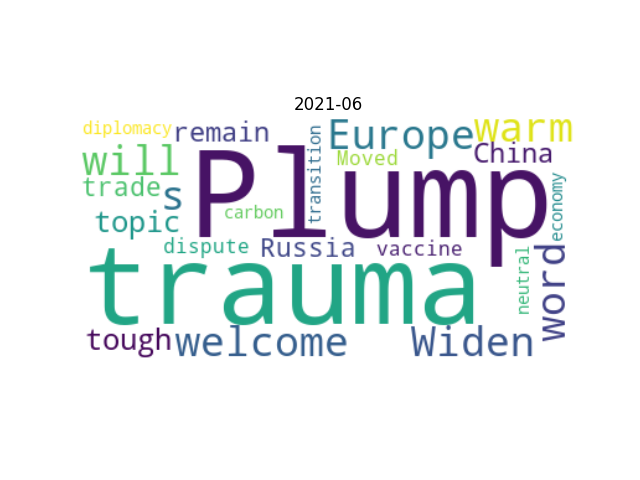 2021-06
diplomacy remain Europe warm
will transition Moved China
trade s Plump economy
topic carbon
dispute Russia vaccine
trauma neutral word
tough welcome Widen